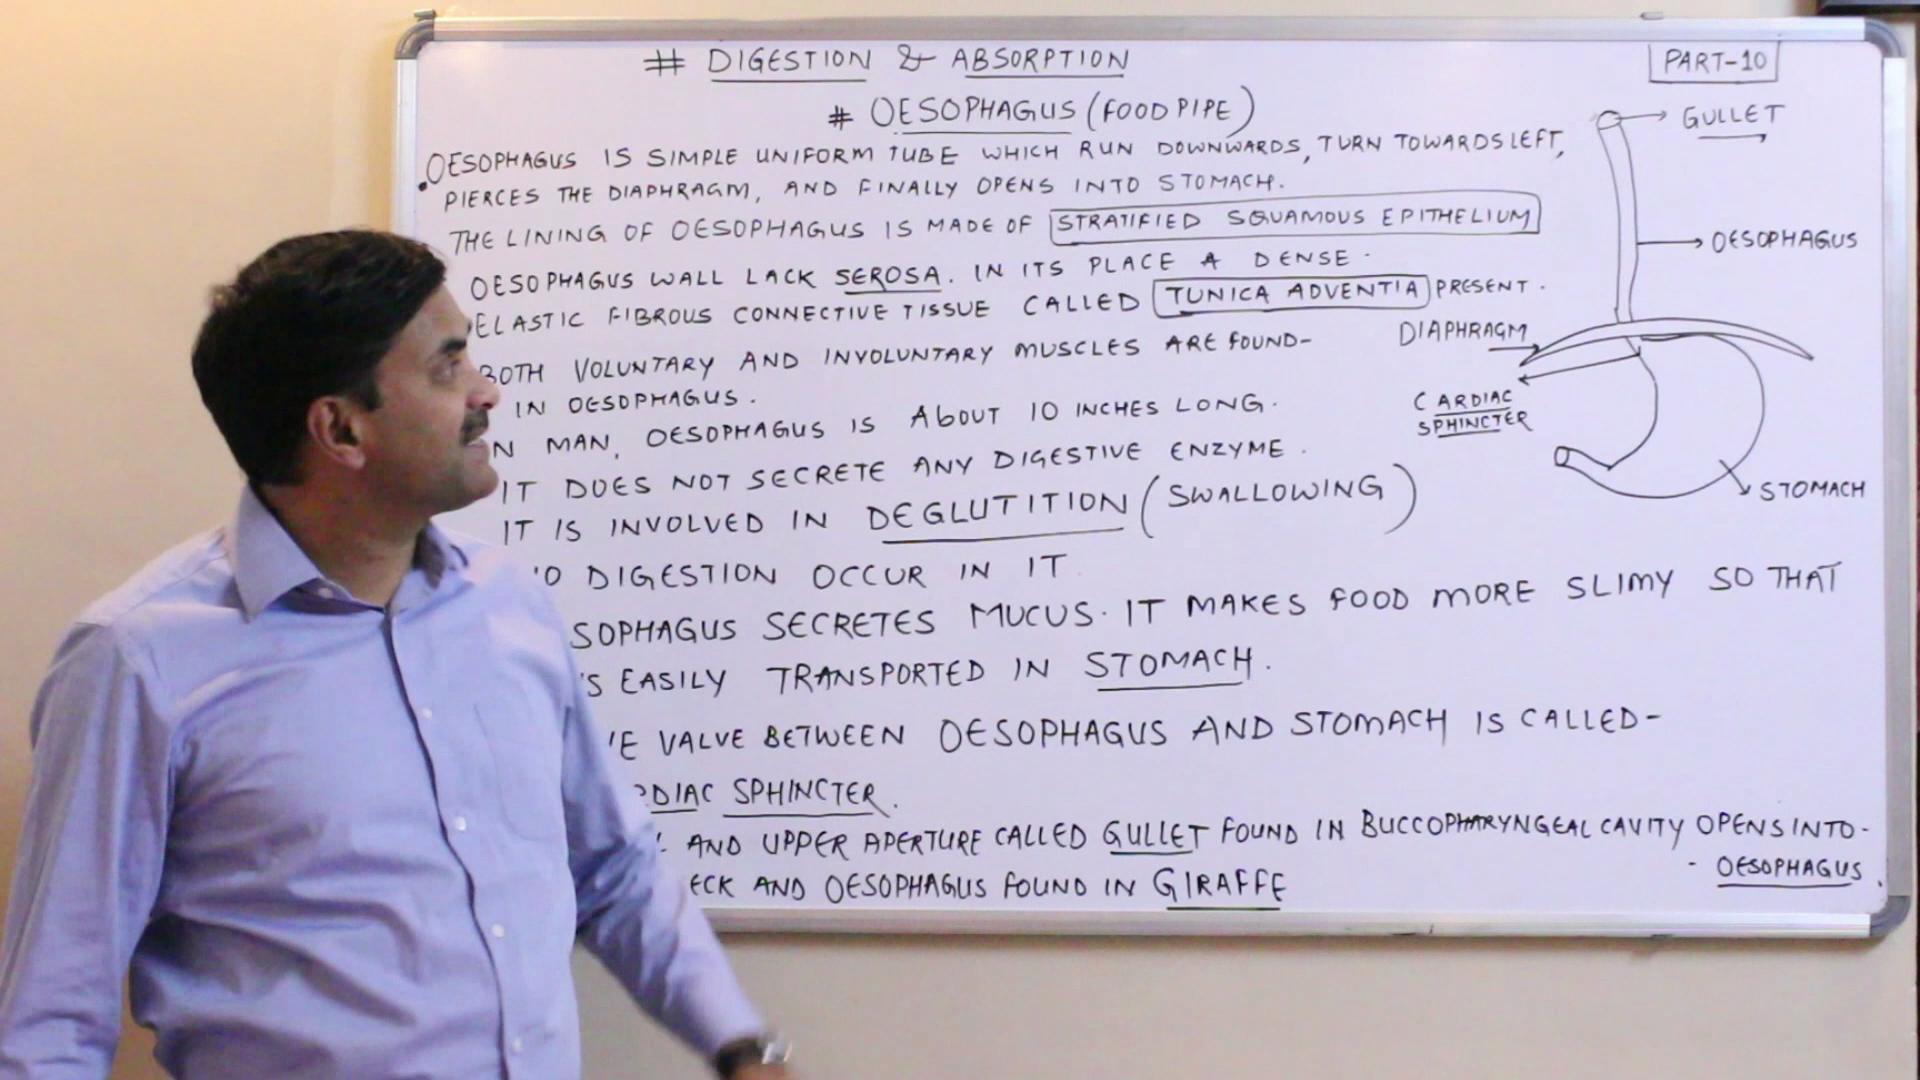 # DIGESTION & ABSORPTION
PART-10
# OESOPHAGUS (FOOD PIPE)
• OESOPHAGUS IS SIMPLE UNIFORM TUBE WHICH RUN DOWNWARDS, TURN TOWARDS LEFT,
PIERCES THE DIAPHRAGM, AND FINALLY OPENS INTO STOMACH.
THE LINING OF OESOPHAGUS IS MADE OF STRATIFIED SQUAMOUS EPITHELIUM
OESOPHAGUS WALL LACK SEROSA. IN ITS PLACE A DENSE
ELASTIC FIBROUS CONNECTIVE TISSUE CALLED TUNICA ADVENTIA PRESENT.
BOTH VOLUNTARY AND INVOLUNTARY MUSCLES ARE FOUND-
IN OESOPHAGUS.
N MAN, OESOPHAGUS IS AbOUT 10 INCHES LONG.
IT DOES NOT SECRETE ANY DIGESTIVE ENZYME.
IT IS INVOLVED IN DEGLUTITION (SWALLOWING)
O DIGESTION OCCUR IN IT
SOPHAGUS SECRETES MUCUS. IT MAKES FOOD MORE SLIMY SO THAT
S EASILY TRANSPORTED IN STOMACH.
E VALVE BETWEEN OESOPHAGUS AND STOMACH IS CALLED-
DIAC SPHINCTER.
AND UPPER APERTURE CALLED GULLET FOUND IN BUCCOPHARYNGEAL CAVITY OPENS INTO-
- OESOPHAGUS.
ECK AND OESOPHAGUS FOUND IN GIRAFFE
GULLET
OESOPHAGUS
DIAPHRAGM
CARDIAC
SPHINCTER
STOMACH